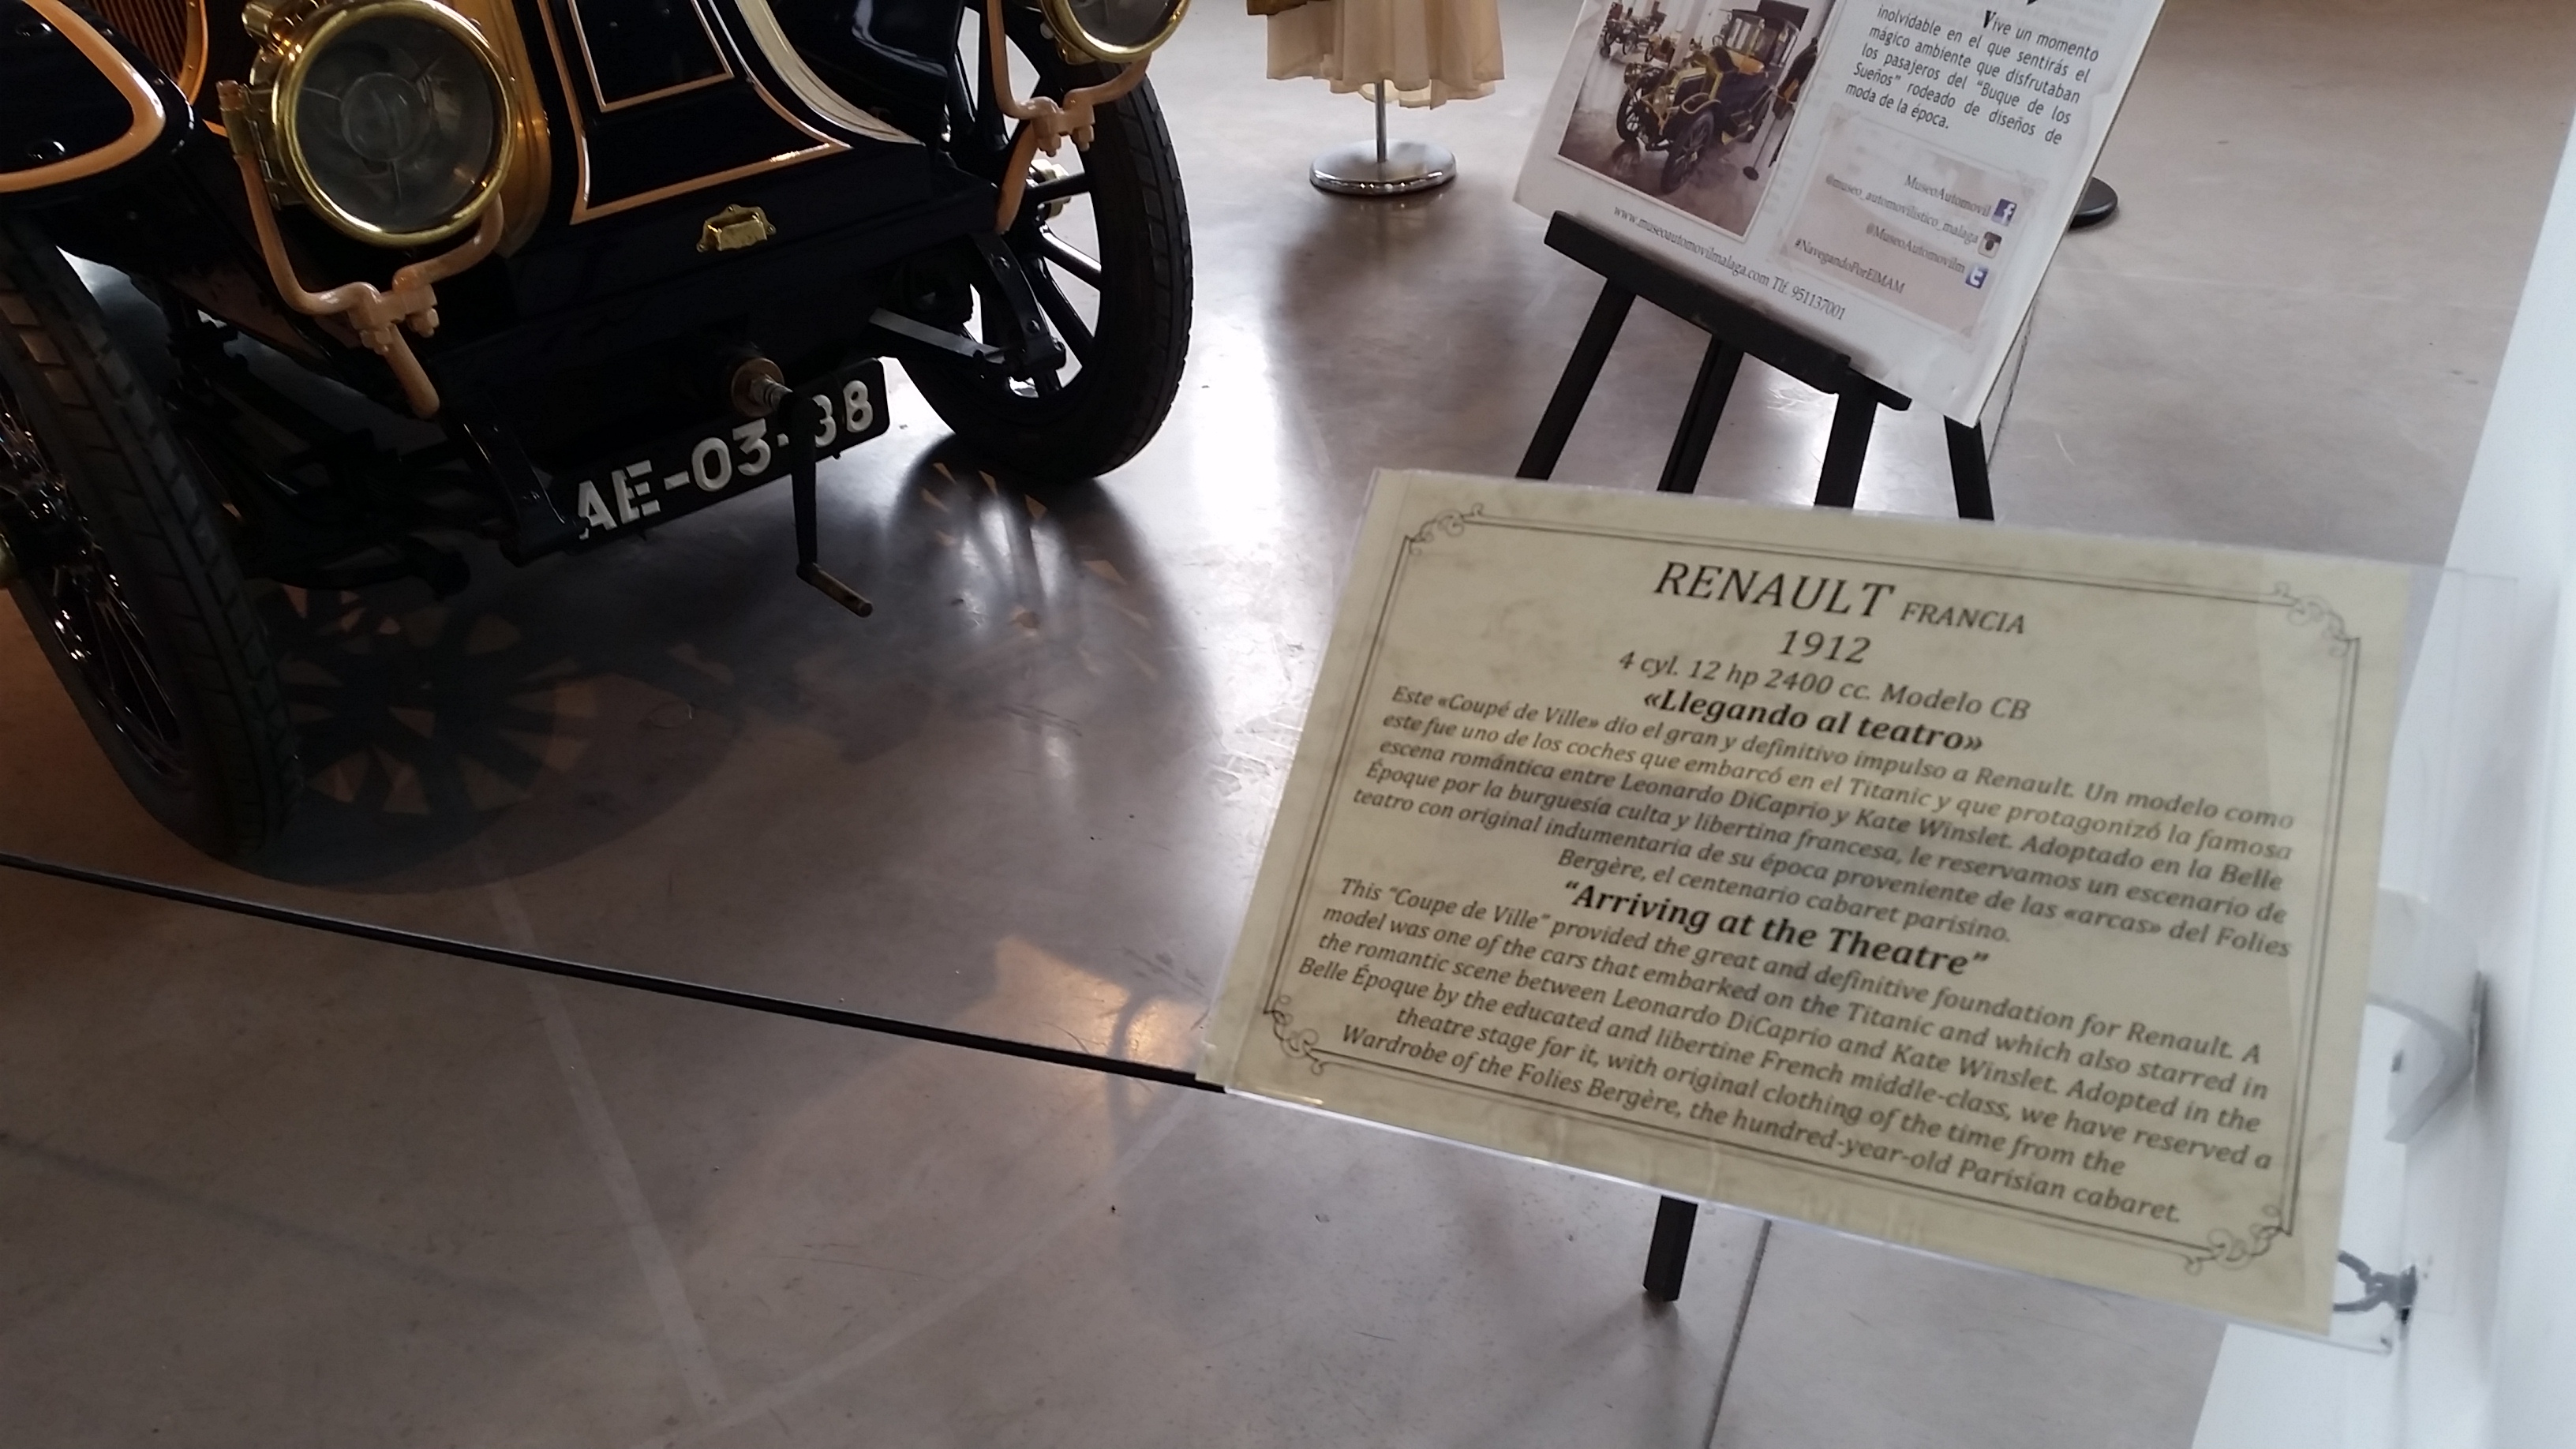 Vive un momento
inolvidable en el que sentirás el
mágico ambiente que disfrutaban
los pasajeros del "Buque de los
Sueños" rodeado de diseños de
moda de la época.
MuseoAutomovil
@museo_automovilistico_malaga
@MuseoAutomovilm
#NavegandoPorElMAM
www.museoautomovilmalaga.com Tlf. 951137001
AE-03-38
RENAULT FRANCIA
1912
4 cyl. 12 hp 2400 cc. Modelo CB
«Llegando al teatro»
Este «Coupé de Ville» dio el gran y definitivo impulso a Renault. Un modelo como
este fue uno de los coches que embarcó en el Titanic y que protagonizó la famosa
escena romántica entre Leonardo DiCaprio y Kate Winslet. Adoptado en la Belle
Époque por la burguesía culta y libertina francesa, le reservamos un escenario de
teatro con original indumentaria de su época proveniente de las «arcas» del Folies
Bergère, el centenario cabaret parisino.
"Arriving at the Theatre"
This "Coupe de Ville" provided the great and definitive foundation for Renault. A
model was one of the cars that embarked on the Titanic and which also starred in
the romantic scene between Leonardo DiCaprio and Kate Winslet. Adopted in the
Belle Époque by the educated and libertine French middle-class, we have reserved a
theatre stage for it, with original clothing of the time from the
Wardrobe of the Folies Bergère, the hundred-year-old Parisian cabaret.